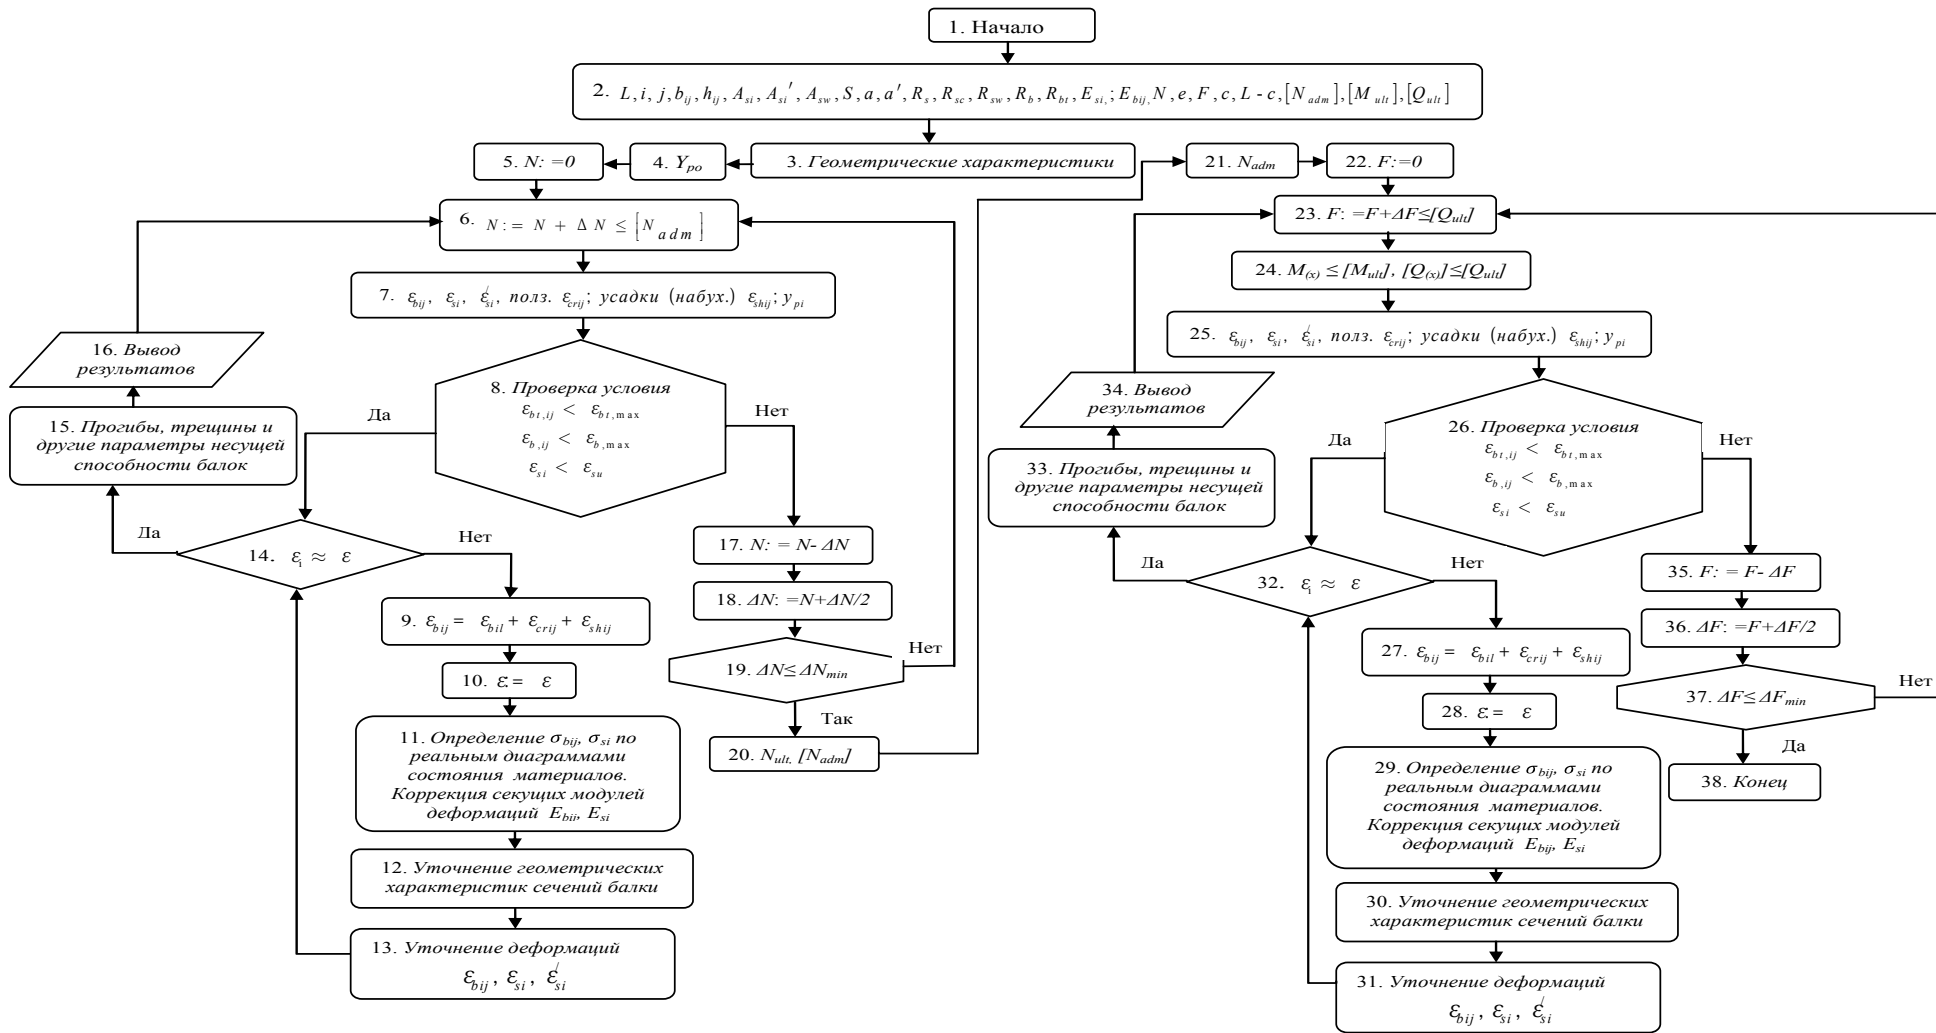 1. Начало
2. L, i, j, b_ij, h_ij, A_si, A_si', A_sw, S, a, a', R_s, R_sc, R_sw, R_b, R_bt, E_si,; E_bij, N, e, F, c, L - c, [N_adm], [M_ult], [Q_ult]
3. Геометрические характеристики
4. Y_po
5. N: =0
6. N := N + Δ N ≤ [N_adm]
7. ε_bij, ε_si, ε_si^/, полз. ε_crij; усадки (набух.) ε_shij; y_pi
8. Проверка условия
ε_bt,ij < ε_bt,max
ε_b,ij < ε_b,max
ε_si < ε_su
Да
Нет
14. ε_i ≈ ε
Да
Нет
9. ε_bij = ε_bil + ε_crij + ε_shij
10. ε:= ε
11. Определение σ_bij, σ_si по
реальным диаграммами
состояния материалов.
Коррекция секущих модулей
деформаций E_bij, E_si
12. Уточнение геометрических
характеристик сечений балки
13. Уточнение деформаций
ε_bij, ε_si, ε_si^/
15. Прогибы, трещины и
другие параметры несущей
способности балок
16. Вывод
результатов
17. N: = N- ΔN
18. ΔN: =N+ΔN/2
19. ΔN≤ΔN_min
Нет
Так
20. N_ult, [N_adm]
21. N_adm
22. F:=0
23. F: =F+ΔF≤[Q_ult]
24. M_(x) ≤ [M_ult], [Q_(x)]≤[Q_ult]
25. ε_bij, ε_si, ε_si^/, полз. ε_crij; усадки (набух.) ε_shij; y_pi
26. Проверка условия
ε_bt,ij < ε_bt,max
ε_b,ij < ε_b,max
ε_si < ε_su
Да
Нет
32. ε_i ≈ ε
Да
Нет
27. ε_bij = ε_bil + ε_crij + ε_shij
28. ε:= ε
29. Определение σ_bij, σ_si по
реальным диаграммами
состояния материалов.
Коррекция секущих модулей
деформаций E_bij, E_si
30. Уточнение геометрических
характеристик сечений балки
31. Уточнение деформаций
ε_bij, ε_si, ε_si^/
33. Прогибы, трещины и
другие параметры несущей
способности балок
34. Вывод
результатов
35. F: = F- ΔF
36. ΔF: =F+ΔF/2
37. ΔF≤ΔF_min
Нет
Да
38. Конец